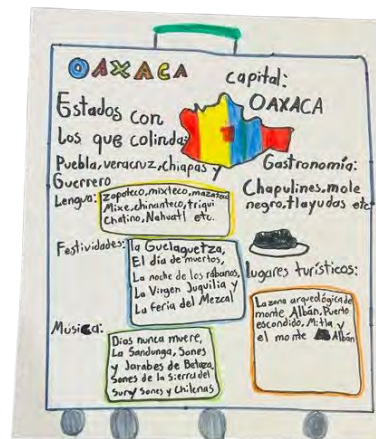 OAXACA
capital:
OAXACA
Estados con
los que colinda:
Puebla, veracruz, chiapas y
Guerrero
Gastronomía:
Chapulines, mole
negro, tlayudas etc
Lengua:
zapoteco, mixteco, mazateco
Mixe, chinanteco, triqui
Chatino, Nahuatl etc.
Festividades:
la Guelaguetza,
El día de muertos,
La noche de los rábanos,
La Virgen Juquilia y
La feria del Mezcal
lugares turísticos:
La zona arqueológica de
monte Albán, Puerto
escondido, Mitla y
el monte Albán
Música:
Dios nunca muere,
La Sandunga, Sones
y Jarabes de Betaza,
Sones de la Sierra del
Sur y Sones y Chilenas